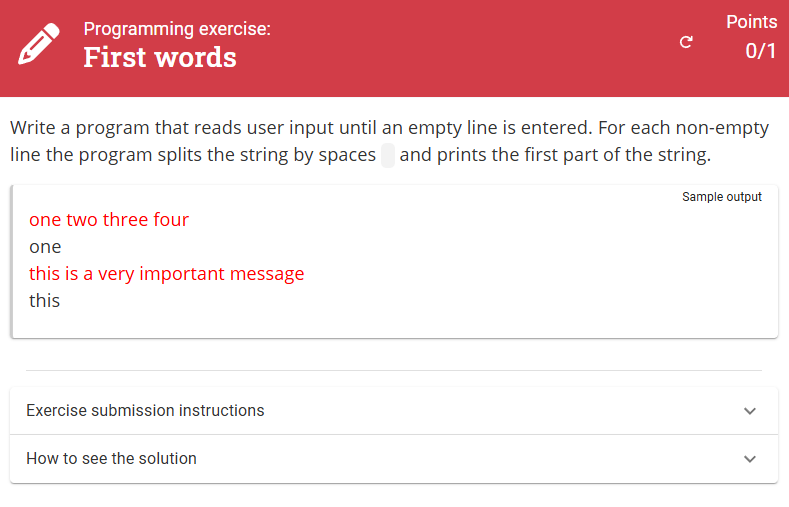 Programming exercise:
First words
Points
0/1
Write a program that reads user input until an empty line is entered. For each non-empty
line the program splits the string by spaces and prints the first part of the string.
Sample output
one two three four
one
this is a very important message
this
Exercise submission instructions
How to see the solution